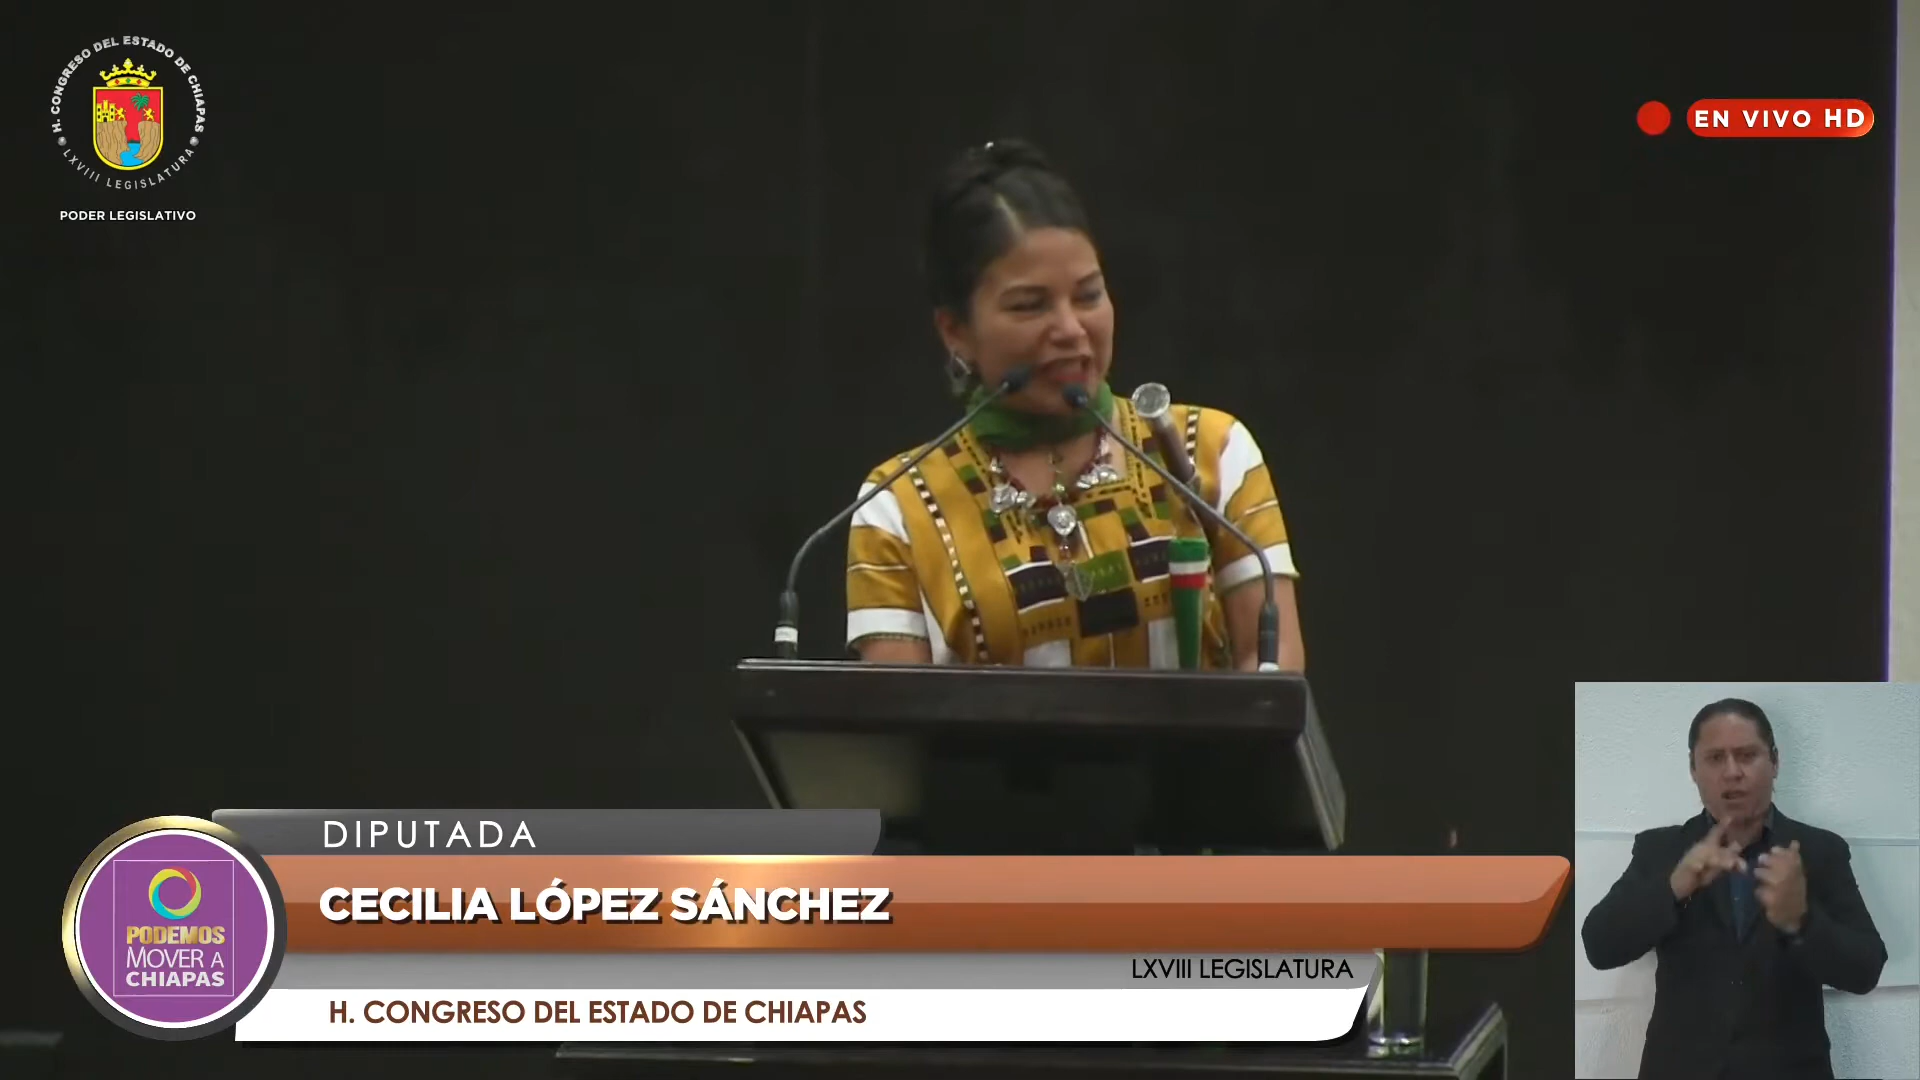 H. CONGRESO DEL ESTADO DE CHIAPAS
LXVIII LEGISLATURA
PODER LEGISLATIVO
EN VIVO HD
DIPUTADA
CECILIA LÓPEZ SÁNCHEZ
LXVIII LEGISLATURA
H. CONGRESO DEL ESTADO DE CHIAPAS
PODEMOS
MOVER A
CHIAPAS